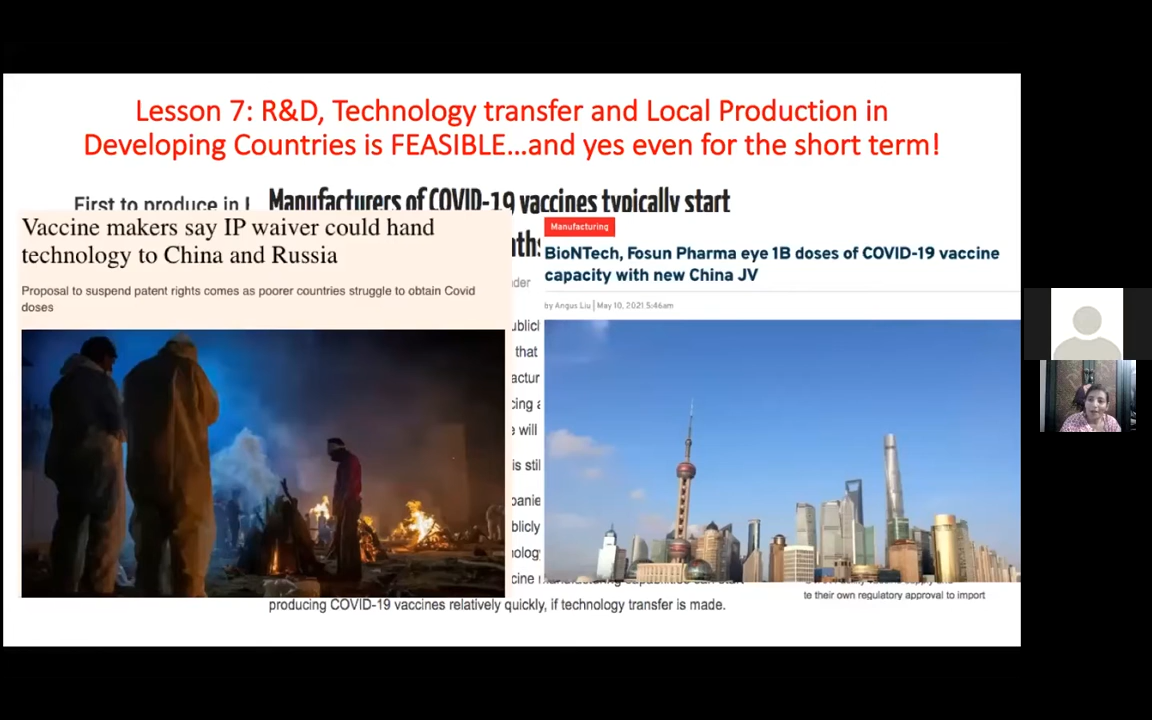 Lesson 7: R&D, Technology transfer and Local Production in
Developing Countries is FEASIBLE...and yes even for the short term!
First to produce in
Manufacturers of COVID-19 vaccines typically start
Vaccine makers say IP waiver could hand
technology to China and Russia
Proposal to suspend patent rights comes as poorer countries struggle to obtain Covid
doses
Manufacturing
BioNTech, Fosun Pharma eye 1B doses of COVID-19 vaccine
capacity with new China JV
by Angus Liu | May 10, 2021 5:46am
that
will
is stil
producing COVID-19 vaccines relatively quickly, if technology transfer is made.
to their own regulatory approval to import